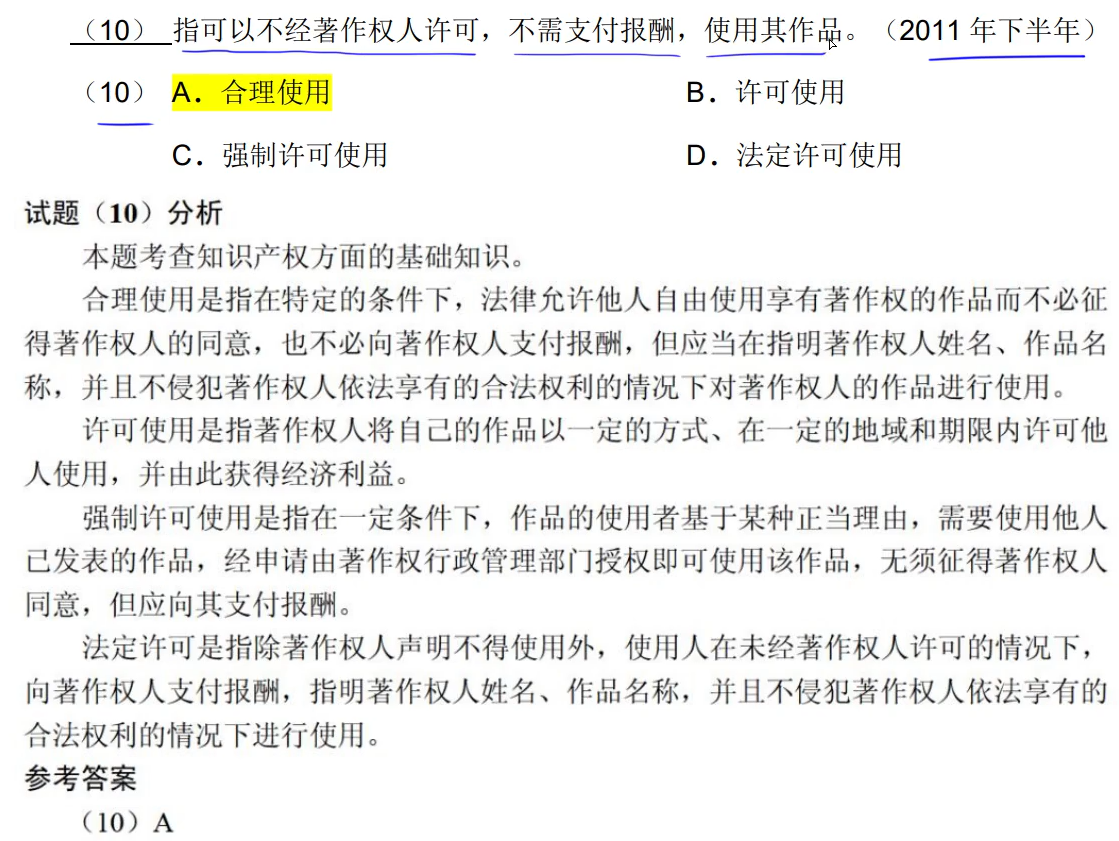 （10） 指可以不经著作权人许可，不需支付报酬，使用其作品。（2011 年下半年）
（10） A．合理使用 B．许可使用
C．强制许可使用 D．法定许可使用
试题（10）分析
本题考查知识产权方面的基础知识。
合理使用是指在特定的条件下，法律允许他人自由使用享有著作权的作品而不必征
得著作权人的同意，也不必向著作权人支付报酬，但应当在指明著作权人姓名、作品名
称，并且不侵犯著作权人依法享有的合法权利的情况下对著作权人的作品进行使用。
许可使用是指著作权人将自己的作品以一定的方式、在一定的地域和期限内许可他
人使用，并由此获得经济利益。
强制许可使用是指在一定条件下，作品的使用者基于某种正当理由，需要使用他人
已发表的作品，经申请由著作权行政管理部门授权即可使用该作品，无须征得著作权人
同意，但应向其支付报酬。
法定许可是指除著作权人声明不得使用外，使用人在未经著作权人许可的情况下，
向著作权人支付报酬，指明著作权人姓名、作品名称，并且不侵犯著作权人依法享有的
合法权利的情况下进行使用。
参考答案
（10）A